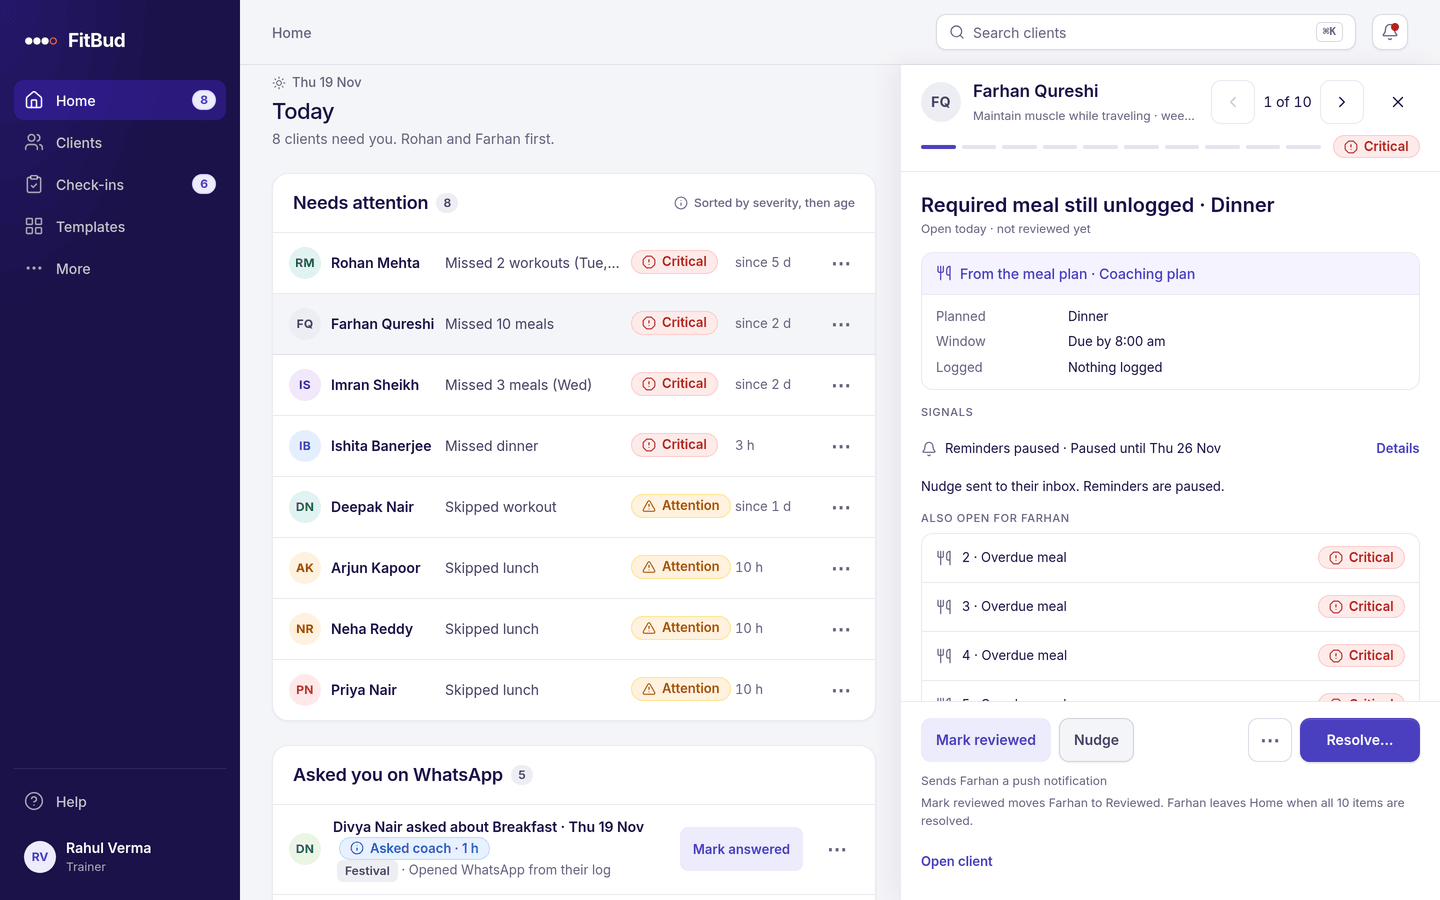 FitBud
Home 8
Clients
Check-ins 6
Templates
More
Help
RV Rahul Verma
Trainer
Home
Search clients ⌘K
Thu 19 Nov
Today
8 clients need you. Rohan and Farhan first.
Needs attention 8
Sorted by severity, then age
RM Rohan Mehta Missed 2 workouts (Tue,... Critical since 5 d
FQ Farhan Qureshi Missed 10 meals Critical since 2 d
IS Imran Sheikh Missed 3 meals (Wed) Critical since 2 d
IB Ishita Banerjee Missed dinner Critical 3 h
DN Deepak Nair Skipped workout Attention since 1 d
AK Arjun Kapoor Skipped lunch Attention 10 h
NR Neha Reddy Skipped lunch Attention 10 h
PN Priya Nair Skipped lunch Attention 10 h
Asked you on WhatsApp 5
DN Divya Nair asked about Breakfast · Thu 19 Nov
Asked coach · 1 h
Festival · Opened WhatsApp from their log
Mark answered
FQ Farhan Qureshi
Maintain muscle while traveling · wee...
1 of 10
Critical
Required meal still unlogged · Dinner
Open today · not reviewed yet
From the meal plan · Coaching plan
Planned Dinner
Window Due by 8:00 am
Logged Nothing logged
SIGNALS
Reminders paused · Paused until Thu 26 Nov Details
Nudge sent to their inbox. Reminders are paused.
ALSO OPEN FOR FARHAN
2 · Overdue meal Critical
3 · Overdue meal Critical
4 · Overdue meal Critical
Mark reviewed Nudge Resolve...
Sends Farhan a push notification
Mark reviewed moves Farhan to Reviewed. Farhan leaves Home when all 10 items are
resolved.
Open client